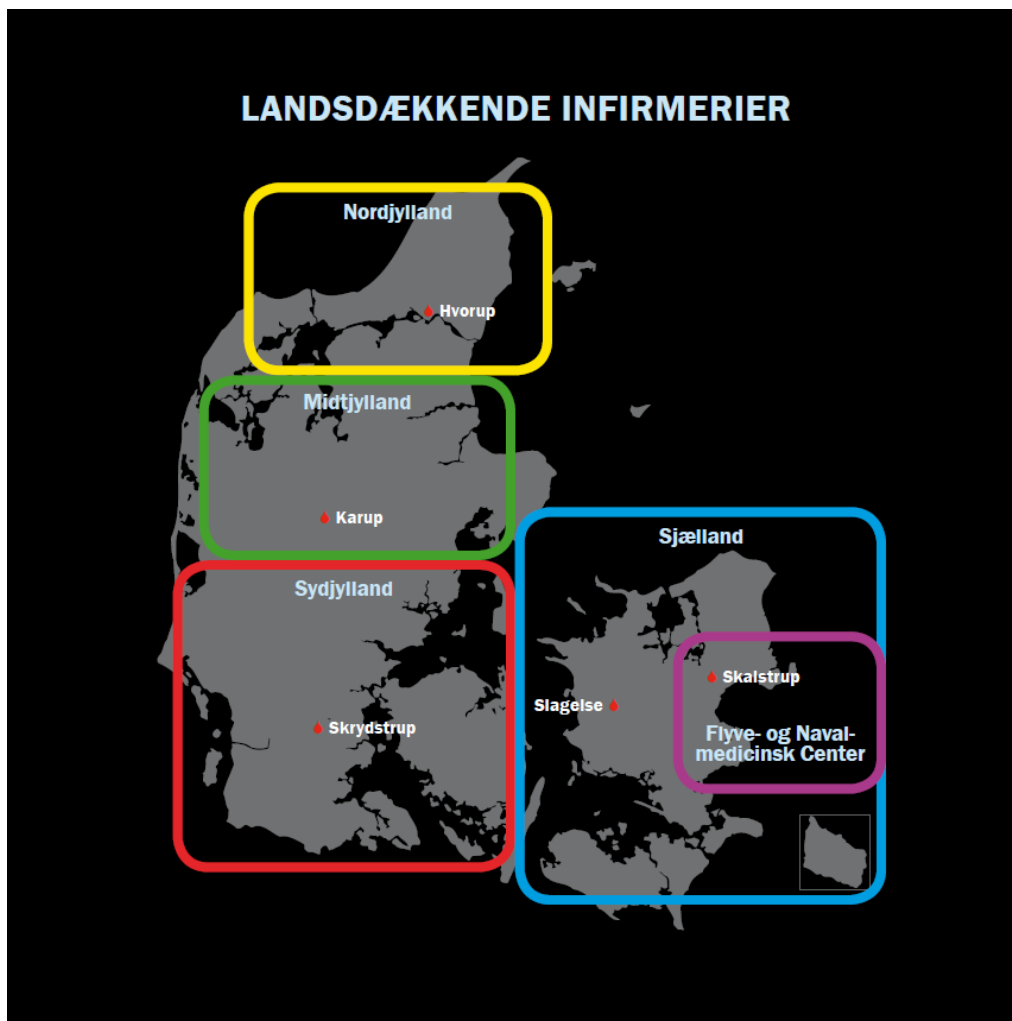 LANDSDÆKKENDE INFIRMERIER
Nordjylland
Hvorup
Midtjylland
Karup
Sjælland
Sydjylland
Skalstrup
Slagelse
Skrydstrup
Flyve- og Naval-
medicinsk Center